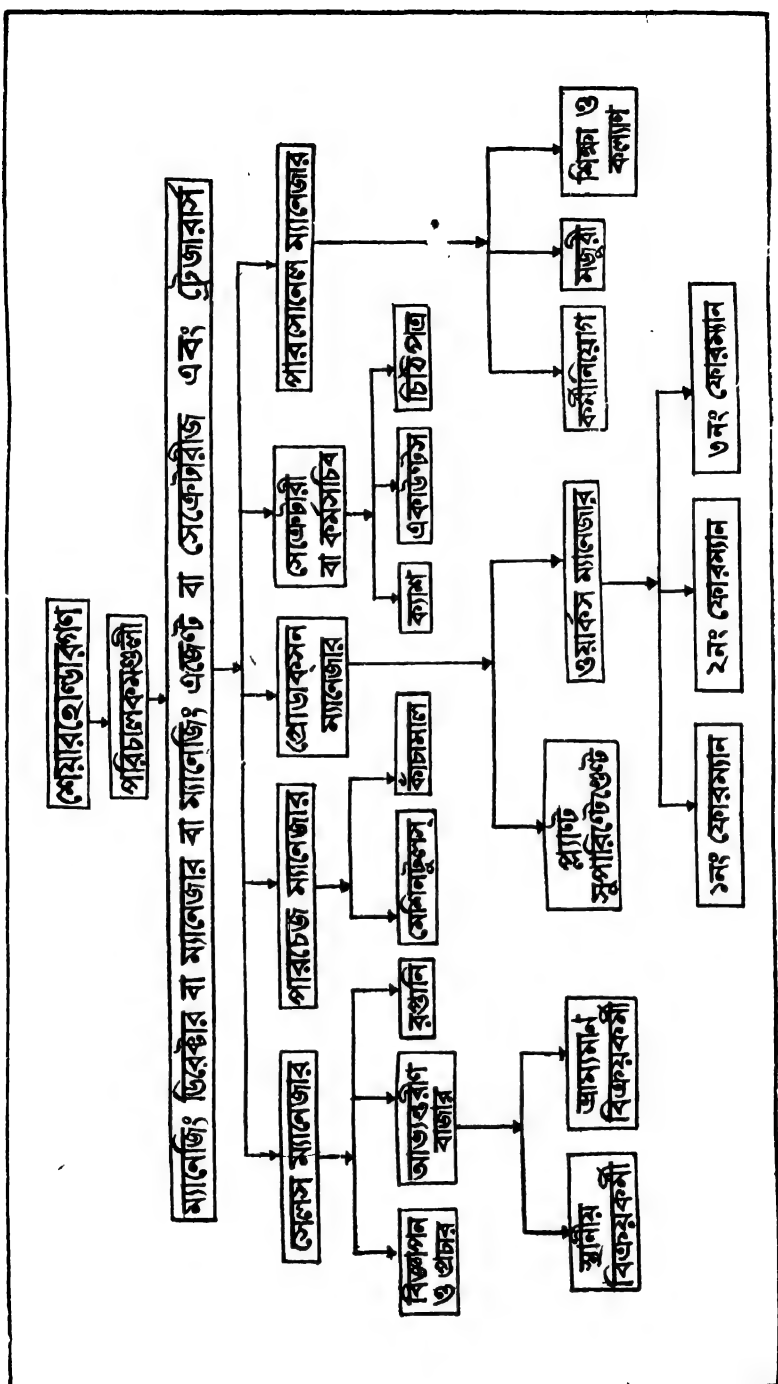 শেয়ারহোল্ডারগণ
পরিচালকমণ্ডলী
ম্যানেজিং ডিরেক্টার বা ম্যানেজার বা ম্যানেজিং এজেন্ট বা সেক্রেটারীজ এবং ট্রেজারার্স
সেলস ম্যানেজার
পারচেজ ম্যানেজার
প্রোডাকসন
ম্যানেজার
সেক্রেটারী
বা কর্মসচিব
পারসোনেল ম্যানেজার
বিজ্ঞাপন
ও প্রচার
আভ্যন্তরীণ
বাজার
রপ্তানি
মেশিনটুলস্
কাঁচামাল
ক্যাশ
একাউন্টস
চিঠিপত্র
স্থানীয়
বিক্রয়কর্মী
ভ্রাম্যমাণ
বিক্রয়কর্মী
প্ল্যান্ট
সুপারিন্টেণ্ডেন্ট
ওয়ার্কস ম্যানেজার
কর্মীনিয়োগ
মজুরী
শিক্ষা ও
কল্যাণ
১নং ফোরম্যান
২নং ফোরম্যান
৩নং ফোরম্যান